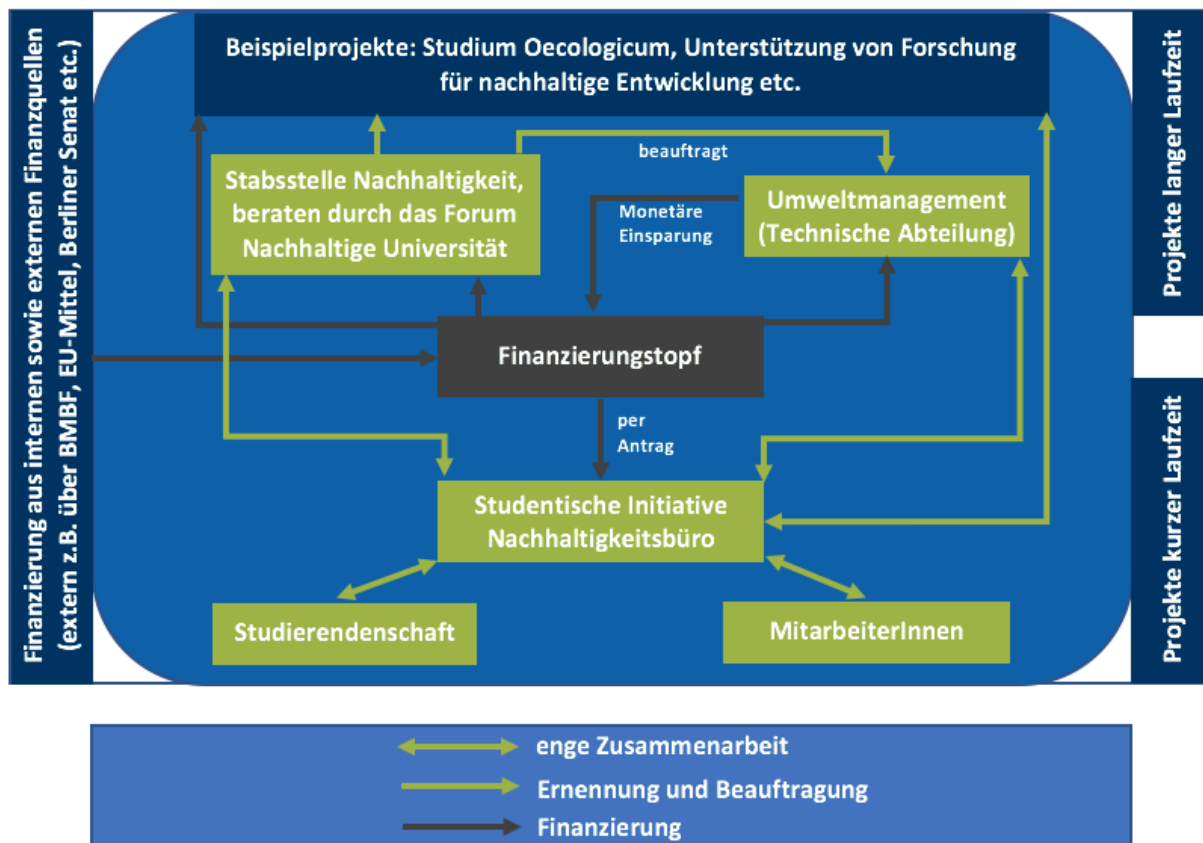 Finanzierung aus internen sowie externen Finanzquellen
(extern z.B. über BMBF, EU-Mittel, Berliner Senat etc.)
Beispielprojekte: Studium Oecologicum, Unterstützung von Forschung
für nachhaltige Entwicklung etc.
beauftragt
Stabsstelle Nachhaltigkeit,
beraten durch das Forum
Nachhaltige Universität
Monetäre
Einsparung
Umweltmanagement
(Technische Abteilung)
Projekte langer Laufzeit
Finanzierungstopf
per
Antrag
Studentische Initiative
Nachhaltigkeitsbüro
Projekte kurzer Laufzeit
Studierendenschaft
MitarbeiterInnen
enge Zusammenarbeit
Ernennung und Beauftragung
Finanzierung